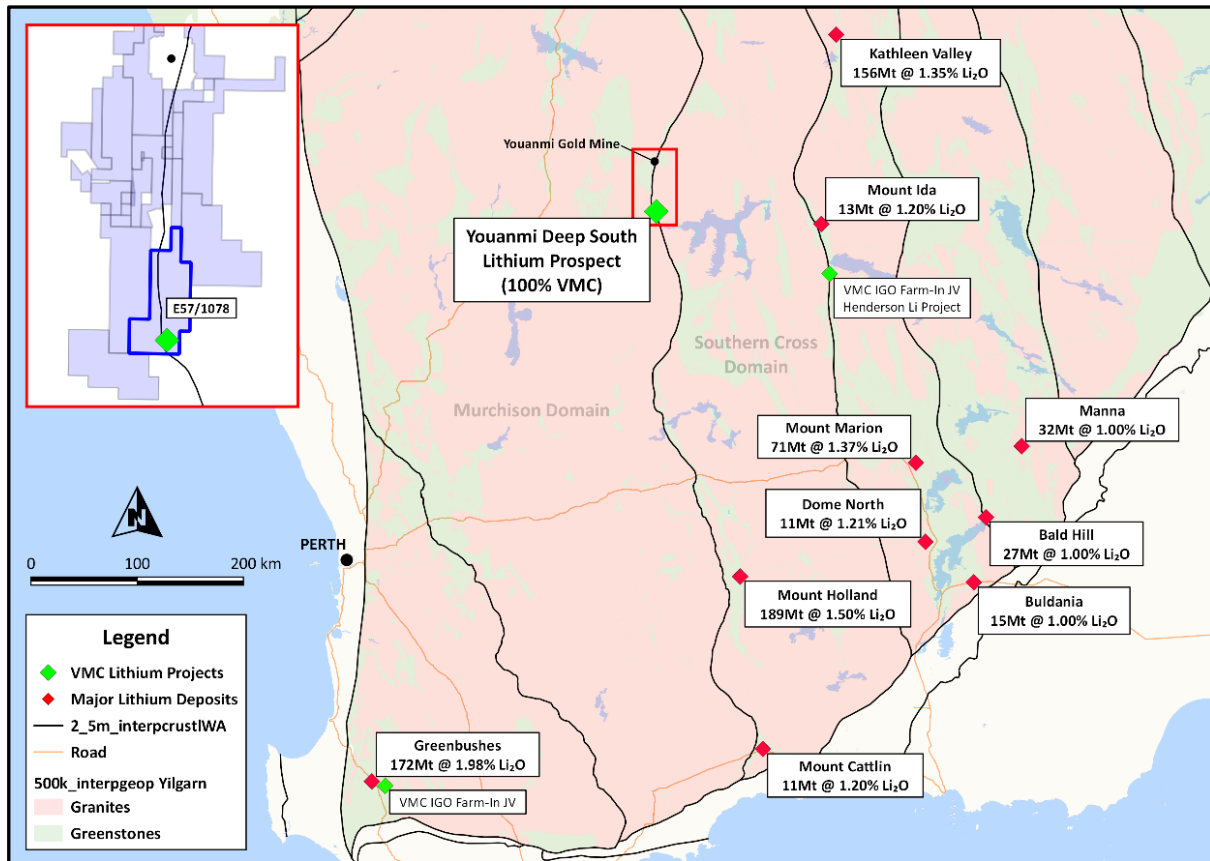 E57/1078
Kathleen Valley
156Mt @ 1.35% Li₂O
Youanmi Gold Mine
Mount Ida
13Mt @ 1.20% Li₂O
Youanmi Deep South
Lithium Prospect
(100% VMC)
VMC IGO Farm-In JV
Henderson Li Project
Southern Cross
Domain
Murchison Domain
Manna
32Mt @ 1.00% Li₂O
Mount Marion
71Mt @ 1.37% Li₂O
Dome North
11Mt @ 1.21% Li₂O
Bald Hill
27Mt @ 1.00% Li₂O
N
0 100 200 km
PERTH
Mount Holland
189Mt @ 1.50% Li₂O
Buldania
15Mt @ 1.00% Li₂O
Legend
VMC Lithium Projects
Major Lithium Deposits
2_5m_interpcrustlWA
Road
500k_interpgeop Yilgarn
Granites
Greenstones
Greenbushes
172Mt @ 1.98% Li₂O
VMC IGO Farm-In JV
Mount Cattlin
11Mt @ 1.20% Li₂O